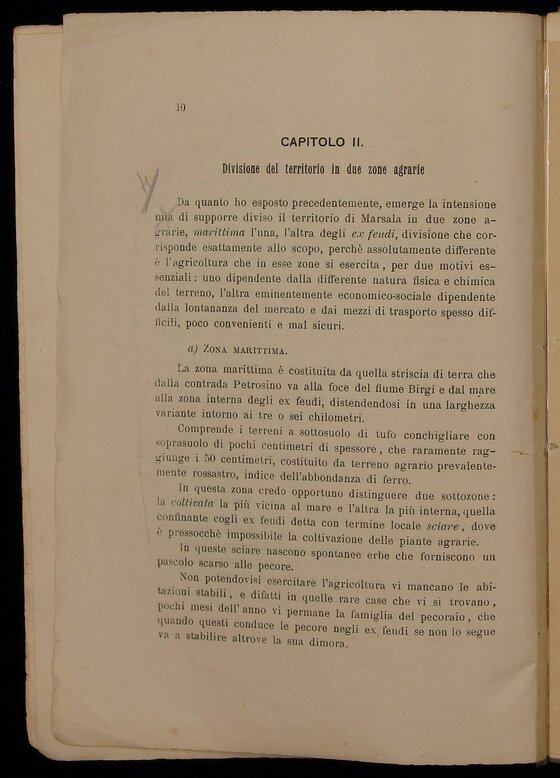 10
CAPITOLO II.
Divisione del territorio in due zone agrarie
Da quanto ho esposto precedentemente, emerge la intensione
mia di supporre diviso il territorio di Marsala in due zone a-
grarie, marittima l'una, l'altra degli ex feudi, divisione che cor-
risponde esattamente allo scopo, perchè assolutamente differente
è l'agricoltura che in esse zone si esercita, per due motivi es-
senziali: uno dipendente dalla differente natura fisica e chimica
del terreno, l'altra eminentemente economico-sociale dipendente
dalla lontananza del mercato e dai mezzi di trasporto spesso dif-
ficili, poco convenienti e mal sicuri.
a) ZONA MARITTIMA.
La zona marittima è costituita da quella striscia di terra che
dalla contrada Petrosino va alla foce del fiume Birgi e dal mare
alla zona interna degli ex feudi, distendendosi in una larghezza
variante intorno ai tre o sei chilometri.
Comprende i terreni a sottosuolo di tufo conchigliare con
soprasuolo di pochi centimetri di spessore, che raramente rag-
giunge i 50 centimetri, costituito da terreno agrario prevalente-
mente rossastro, indice dell'abbondanza di ferro.
In questa zona credo opportuno distinguere due sottozone:
la coltivata la più vicina al mare e l'altra la più interna, quella
confinante cogli ex feudi detta con termine locale sciare, dove
è pressocchè impossibile la coltivazione delle piante agrarie.
In queste sciare nascono spontanee erbe che forniscono un
pascolo scarso alle pecore.
Non potendovisi esercitare l'agricoltura vi mancano le abi-
tazioni stabili, e difatti in quelle rare case che vi si trovano,
pochi mesi dell'anno vi permane la famiglia del pecoraio, che
quando questi conduce le pecore negli ex feudi se non lo segue
va a stabilire altrove la sua dimora.